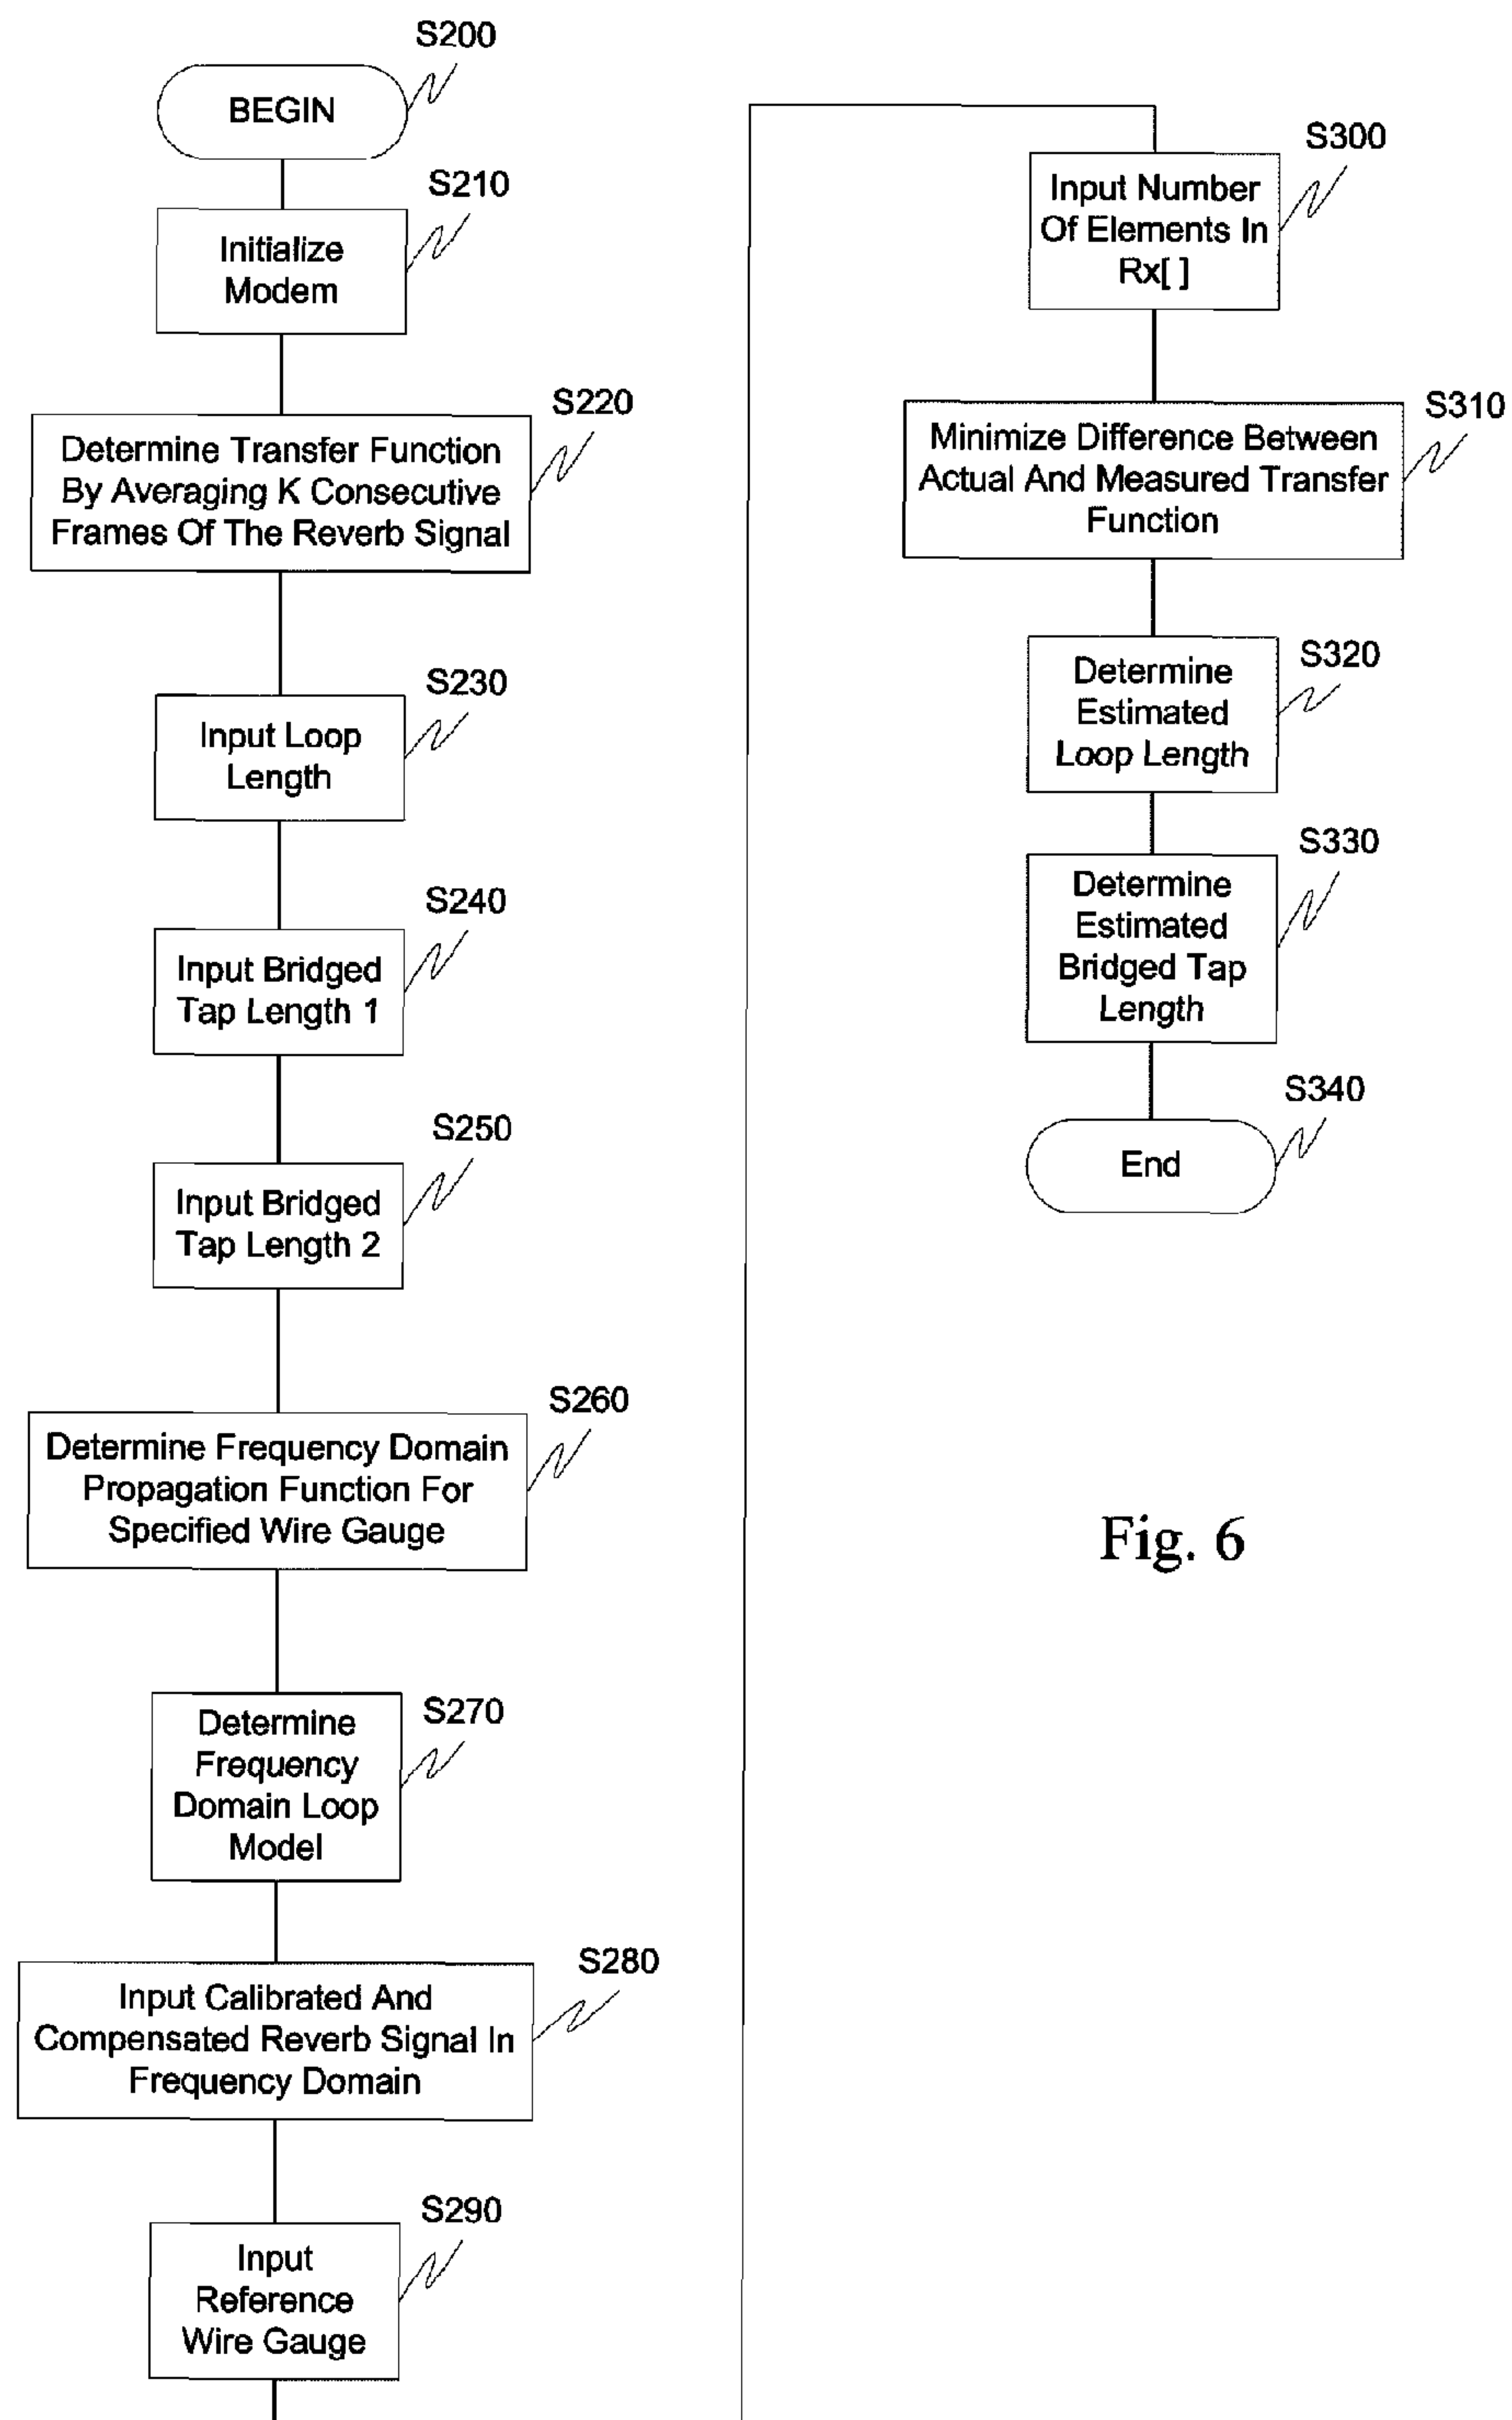 S200
BEGIN
S210
Initialize
Modem
S220
Determine Transfer Function
By Averaging K Consecutive
Frames Of The Reverb Signal
S230
Input Loop
Length
S240
Input Bridged
Tap Length 1
S250
Input Bridged
Tap Length 2
S260
Determine Frequency Domain
Propagation Function For
Specified Wire Gauge
S270
Determine
Frequency
Domain Loop
Model
S280
Input Calibrated And
Compensated Reverb Signal In
Frequency Domain
S290
Input
Reference
Wire Gauge
S300
Input Number
Of Elements In
Rx[ ]
S310
Minimize Difference Between
Actual And Measured Transfer
Function
S320
Determine
Estimated
Loop Length
S330
Determine
Estimated
Bridged Tap
Length
S340
End
Fig. 6